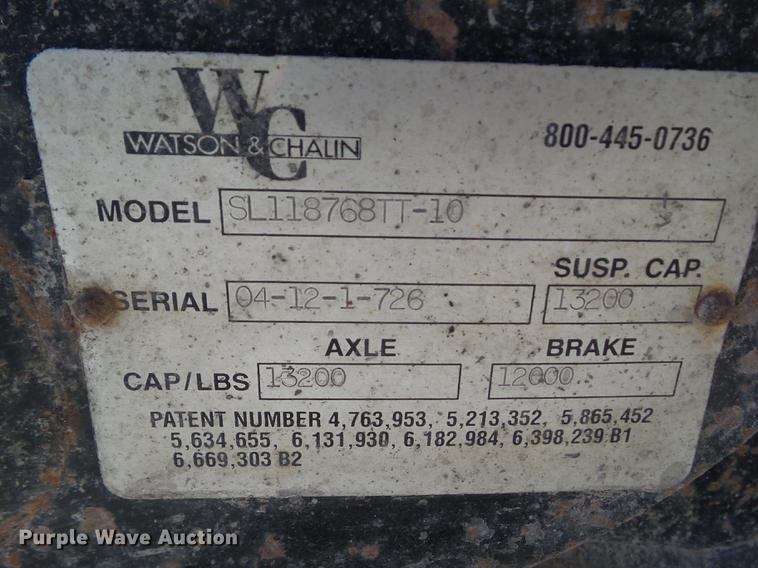 WC
WATSON & CHALIN
800-445-0736
MODEL SL118768TT-10
SUSP. CAP.
SERIAL 04-12-1-726 13200
AXLE BRAKE
CAP/LBS 13200 12000
PATENT NUMBER 4,763,953, 5,213,352, 5,865,452
5,634,655, 6,131,930, 6,182,984, 6,398,239 B1
6,669,303 B2
Purple Wave Auction